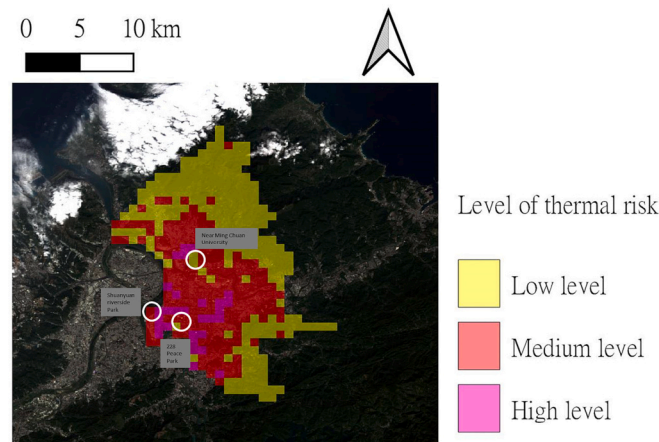 0 5 10 km
Near Ming Chuan
University
Shuanyuan
riverside
Park
228
Peace
Park
Level of thermal risk
Low level
Medium level
High level